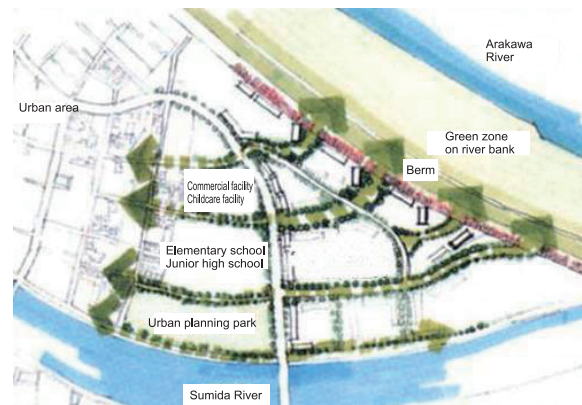 Arakawa
River
Urban area
Green zone
on river bank
Berm
Commercial facility
Childcare facility
Elementary school
Junior high school
Urban planning park
Sumida River